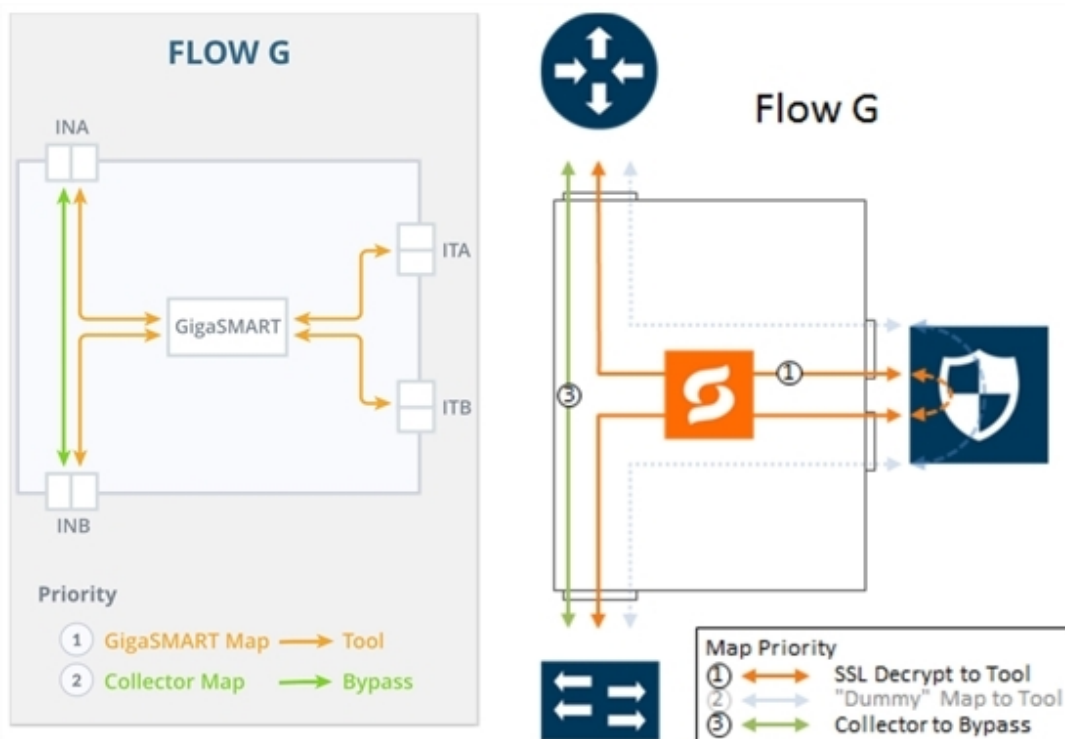 FLOW G
INA
GigaSMART
ITA
ITB
INB
Priority
1 GigaSMART Map Tool
2 Collector Map Bypass
Flow G
1
3
Map Priority
1 SSL Decrypt to Tool
2 "Dummy" Map to Tool
3 Collector to Bypass